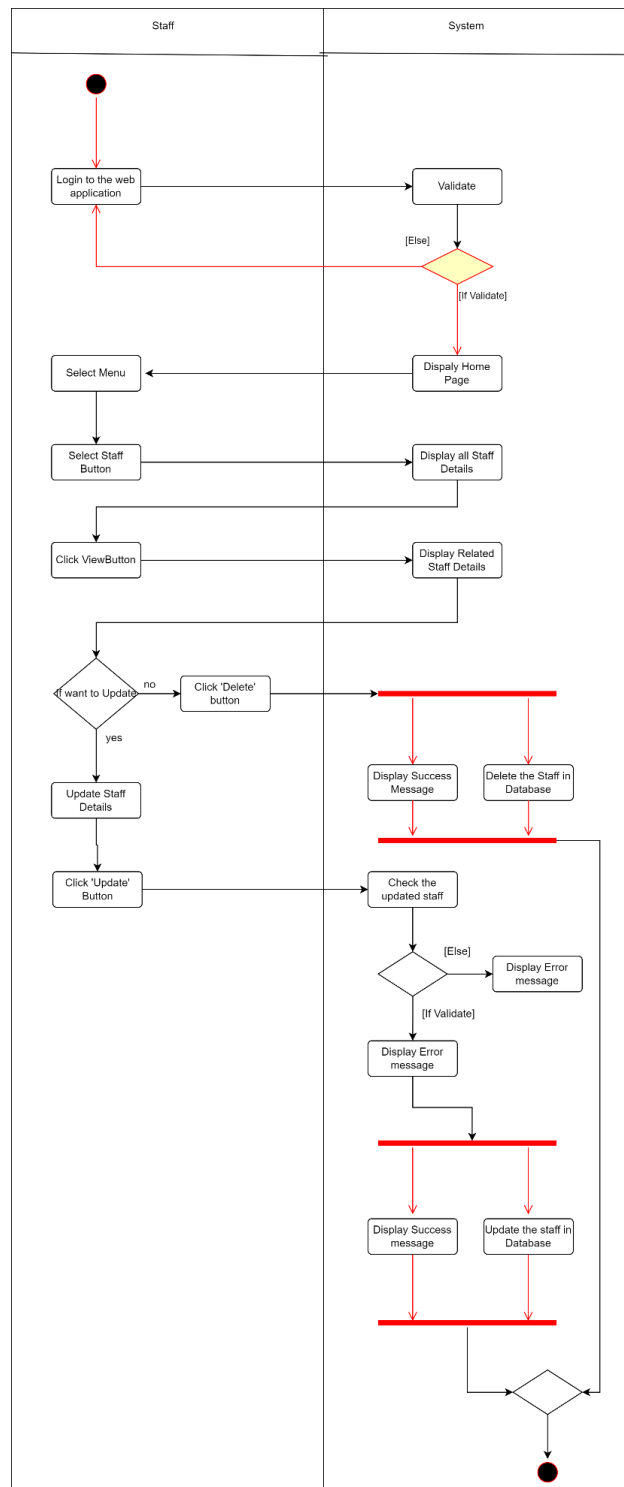 Staff
System
Login to the web
application
Validate
[Else]
[If Validate]
Select Menu
Dispaly Home
Page
Select Staff
Button
Display all Staff
Details
Click ViewButton
Display Related
Staff Details
If want to Update
no
Click 'Delete'
button
yes
Display Success
Message
Delete the Staff in
Database
Update Staff
Details
Click 'Update'
Button
Check the
updated staff
[Else]
Display Error
message
[If Validate]
Display Error
message
Display Success
message
Update the staff in
Database